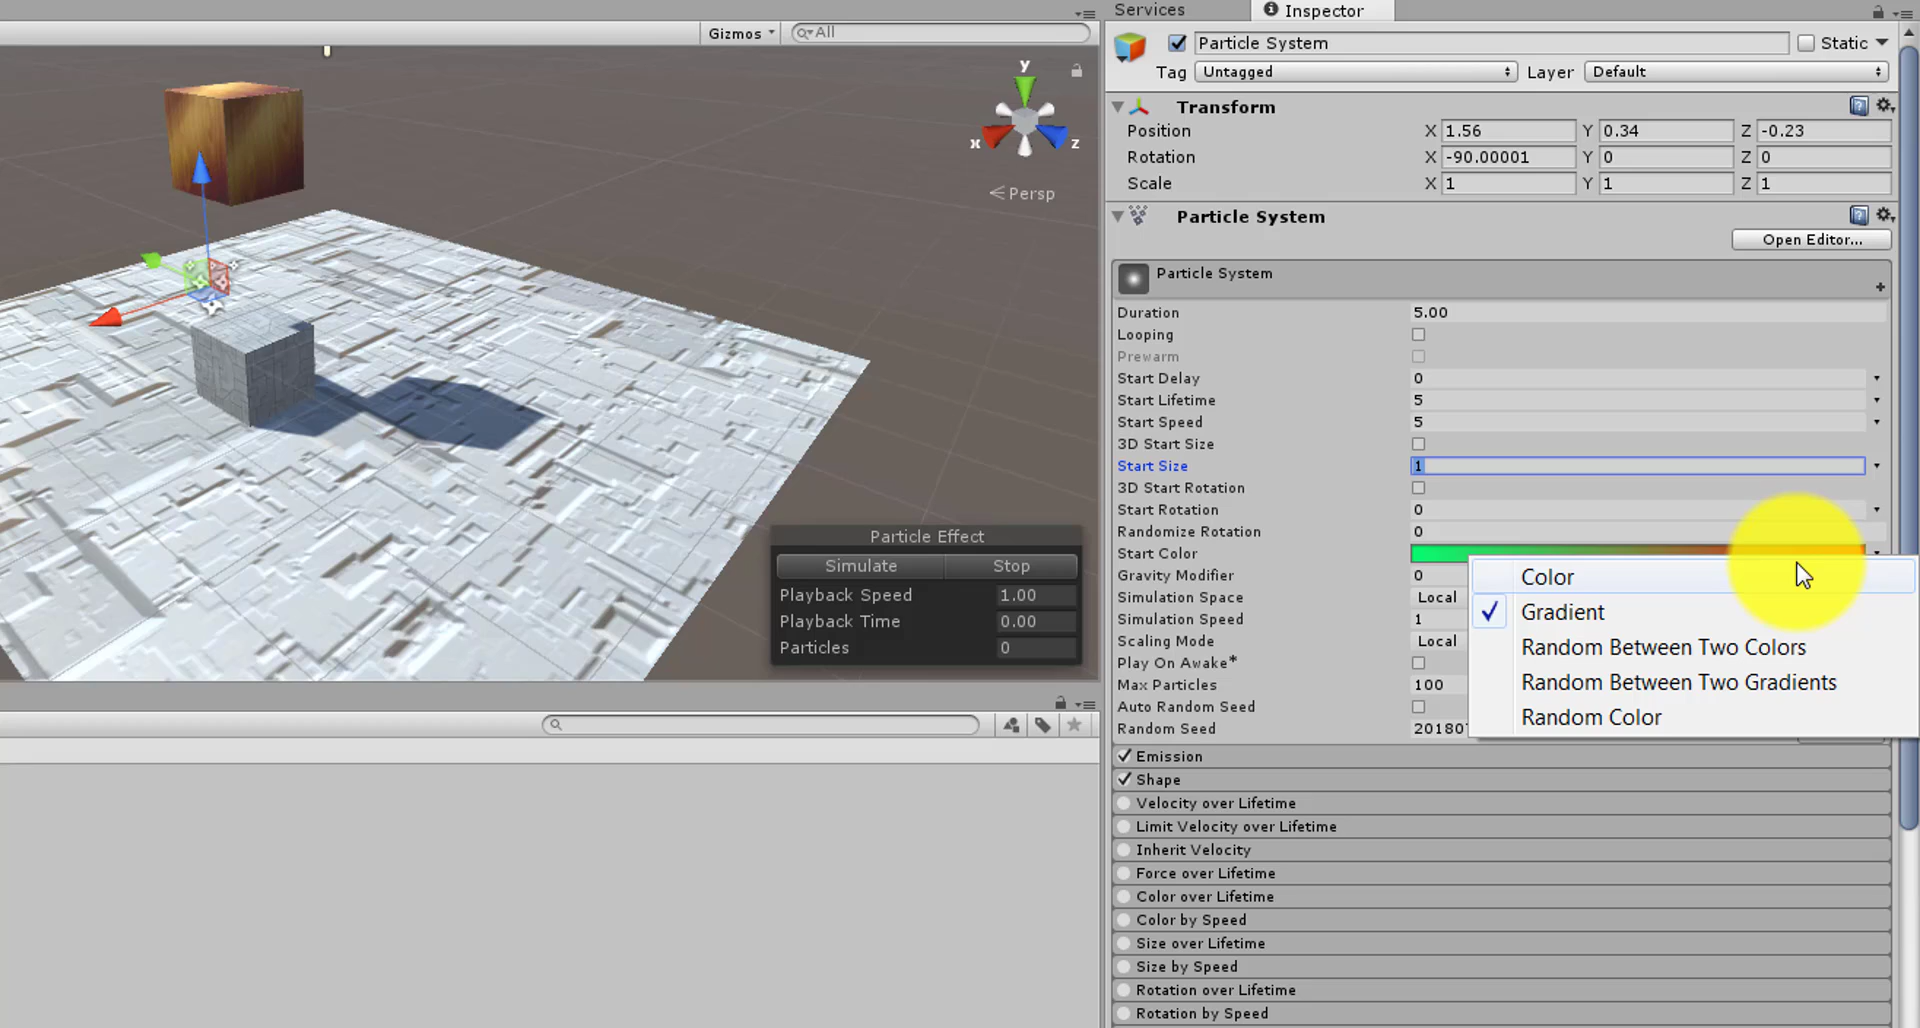 Services
Inspector
Gizmos
All
Particle System
Static
Tag Untagged Layer Default
Transform
Position X 1.56 Y 0.34 Z -0.23
Rotation X -90.00001 Y 0 Z 0
Scale X 1 Y 1 Z 1
y
x
z
Persp
Particle System
Open Editor...
Particle System
Duration 5.00
Looping
Prewarm
Start Delay 0
Start Lifetime 5
Start Speed 5
3D Start Size
Start Size 1
3D Start Rotation
Start Rotation 0
Randomize Rotation 0
Start Color
Gravity Modifier 0
Simulation Space Local
Simulation Speed 1
Scaling Mode Local
Play On Awake*
Max Particles 100
Auto Random Seed
Random Seed 20180
Color
Gradient
Random Between Two Colors
Random Between Two Gradients
Random Color
Particle Effect
Simulate Stop
Playback Speed 1.00
Playback Time 0.00
Particles 0
Emission
Shape
Velocity over Lifetime
Limit Velocity over Lifetime
Inherit Velocity
Force over Lifetime
Color over Lifetime
Color by Speed
Size over Lifetime
Size by Speed
Rotation over Lifetime
Rotation by Speed